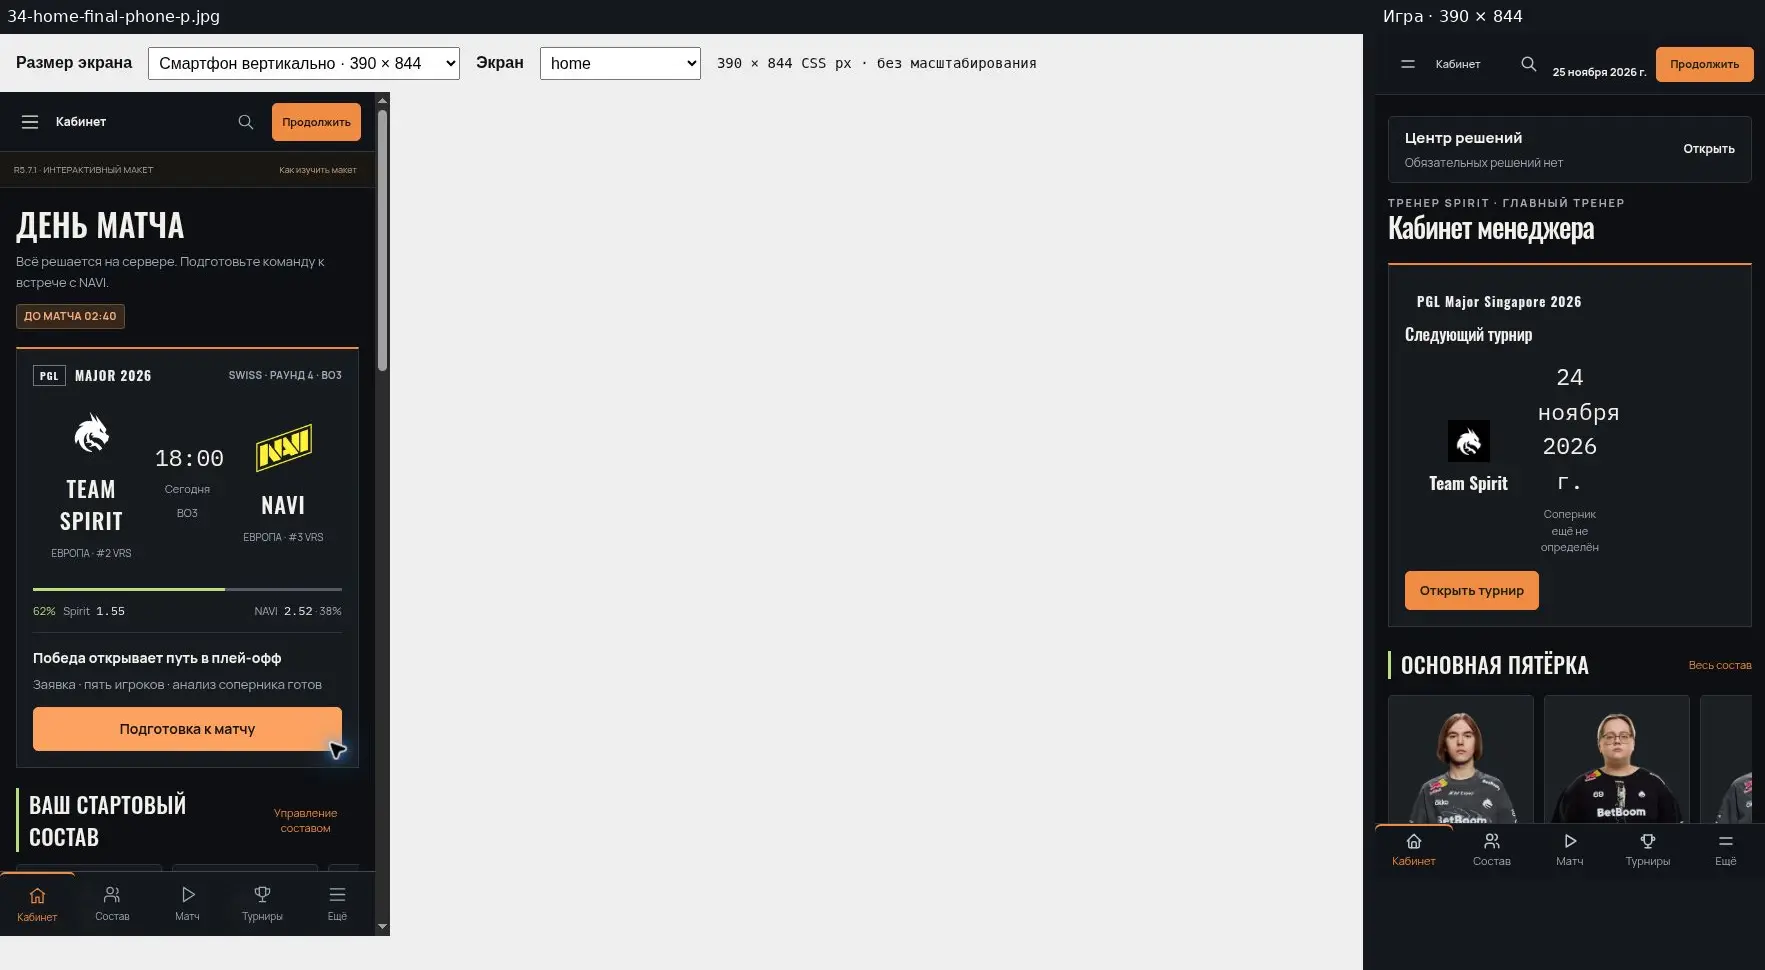 34-home-final-phone-p.jpg
Размер экрана
Смартфон вертикально · 390 × 844
Экран
home
390 × 844 CSS px · без масштабирования
Кабинет
Продолжить
R5.7.1 · ИНТЕРАКТИВНЫЙ МАКЕТ
Как изучить макет
ДЕНЬ МАТЧА
Всё решается на сервере. Подготовьте команду к
встрече с NAVI.
ДО МАТЧА 02:40
PGL
MAJOR 2026
SWISS · РАУНД 4 · BO3
TEAM
SPIRIT
ЕВРОПА · #2 VRS
18:00
Сегодня
BO3
NAVI
NAVI
ЕВРОПА · #3 VRS
62% Spirit 1.55
NAVI 2.52 · 38%
Победа открывает путь в плей-офф
Заявка · пять игроков · анализ соперника готов
Подготовка к матчу
ВАШ СТАРТОВЫЙ
СОСТАВ
Управление
составом
Кабинет
Состав
Матч
Турниры
Ещё
Игра · 390 × 844
Кабинет
25 ноября 2026 г.
Продолжить
Центр решений
Обязательных решений нет
Открыть
ТРЕНЕР SPIRIT · ГЛАВНЫЙ ТРЕНЕР
Кабинет менеджера
PGL Major Singapore 2026
Следующий турнир
Team Spirit
24
ноября
2026
г.
Соперник
ещё не
определён
Открыть турнир
ОСНОВНАЯ ПЯТЁРКА
Весь состав
BetBoom
BetBoom
Кабинет
Состав
Матч
Турниры
Ещё